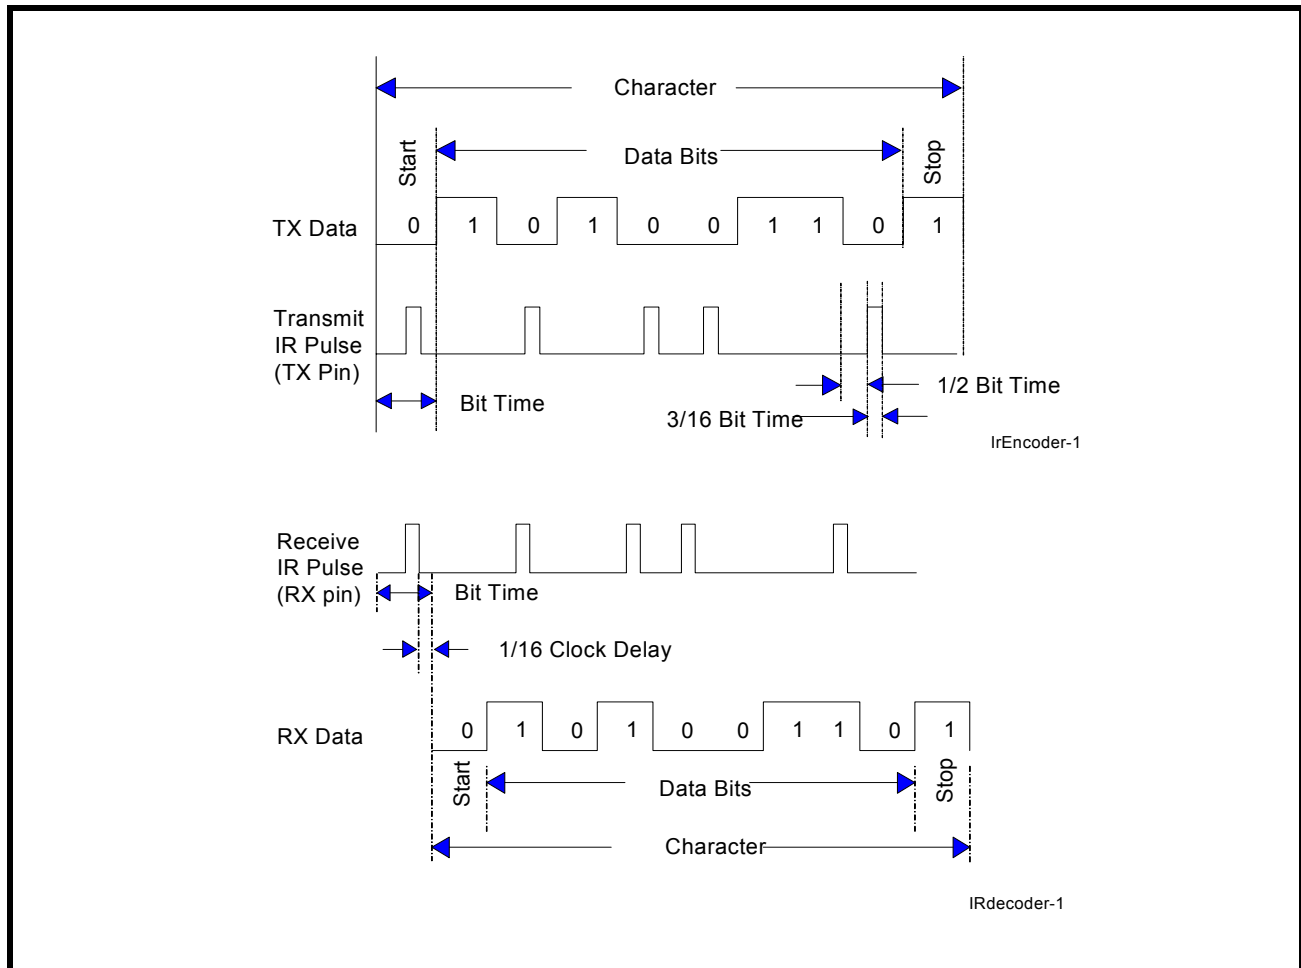 Character
Start
Data Bits
Stop
TX Data
0 1 0 1 0 0 1 1 0 1
Transmit
IR Pulse
(TX Pin)
1/2 Bit Time
Bit Time
3/16 Bit Time
IrEncoder-1
Receive
IR Pulse
(RX pin)
Bit Time
1/16 Clock Delay
RX Data
0 1 0 1 0 0 1 1 0 1
Start
Data Bits
Stop
Character
IRdecoder-1